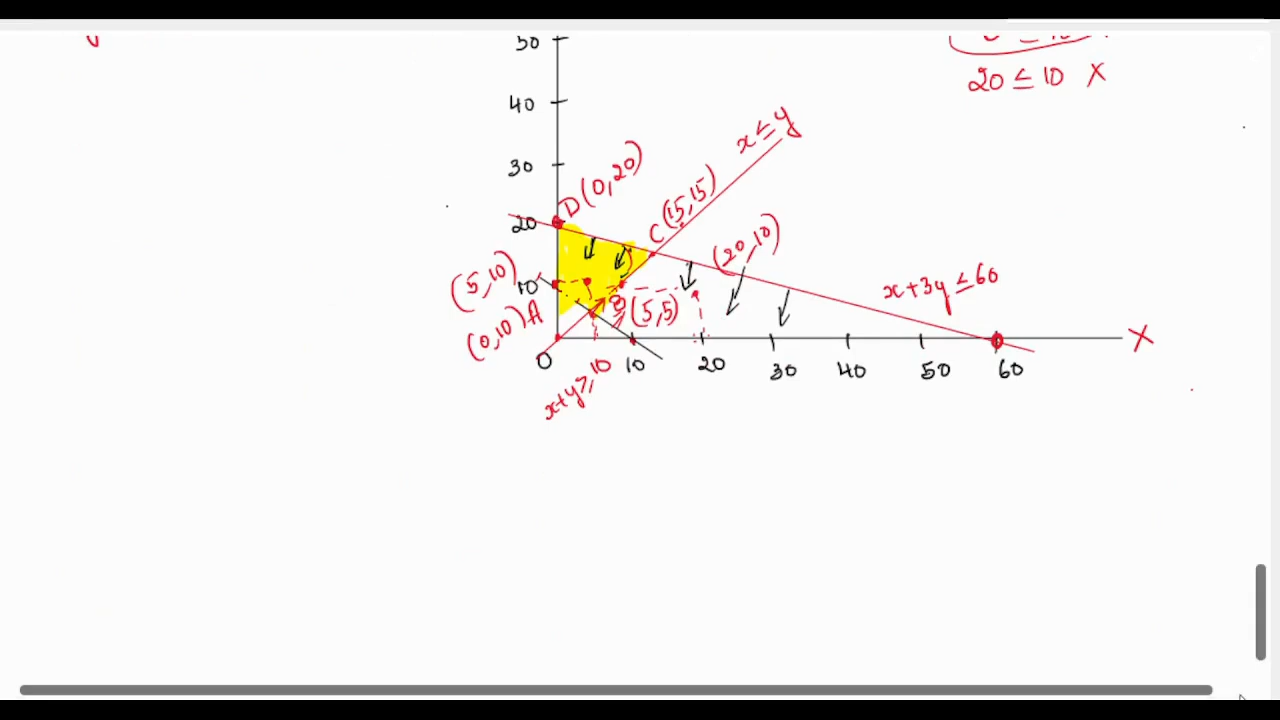 50
20 ≤ 10 X
40
x ≤ y
30
D (0, 20)
C (15, 15)
20
(20, 10)
(5, 10)
10
x + 3y ≤ 60
(0, 10) A
B (5, 5)
X
O
10
20
30
40
50
60
x + y ≥ 10